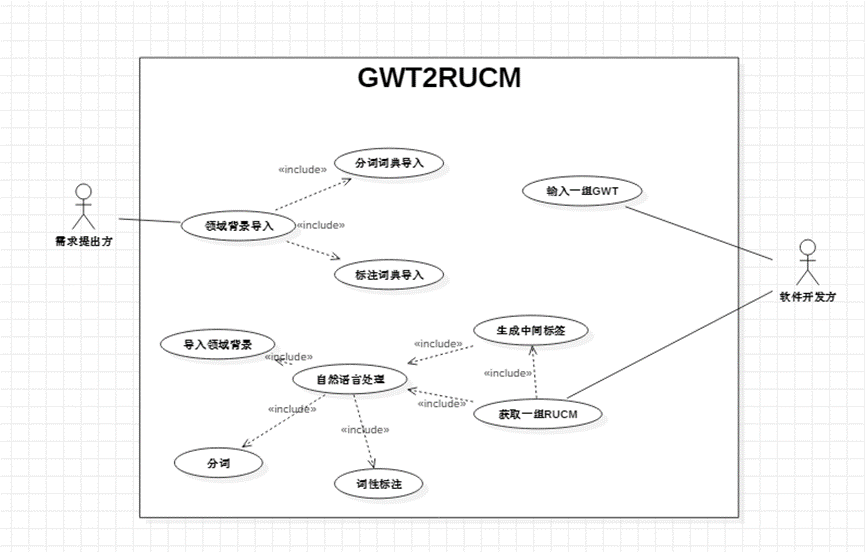 GWT2RUCM
分词词典导入
«include»
输入一组GWT
需求提出方
领域背景导入
«include»
标注词典导入
软件开发方
导入领域背景
«include»
生成中间标签
«include»
自然语言处理
«include»
«include»
获取一组RUCM
«include»
«include»
分词
词性标注